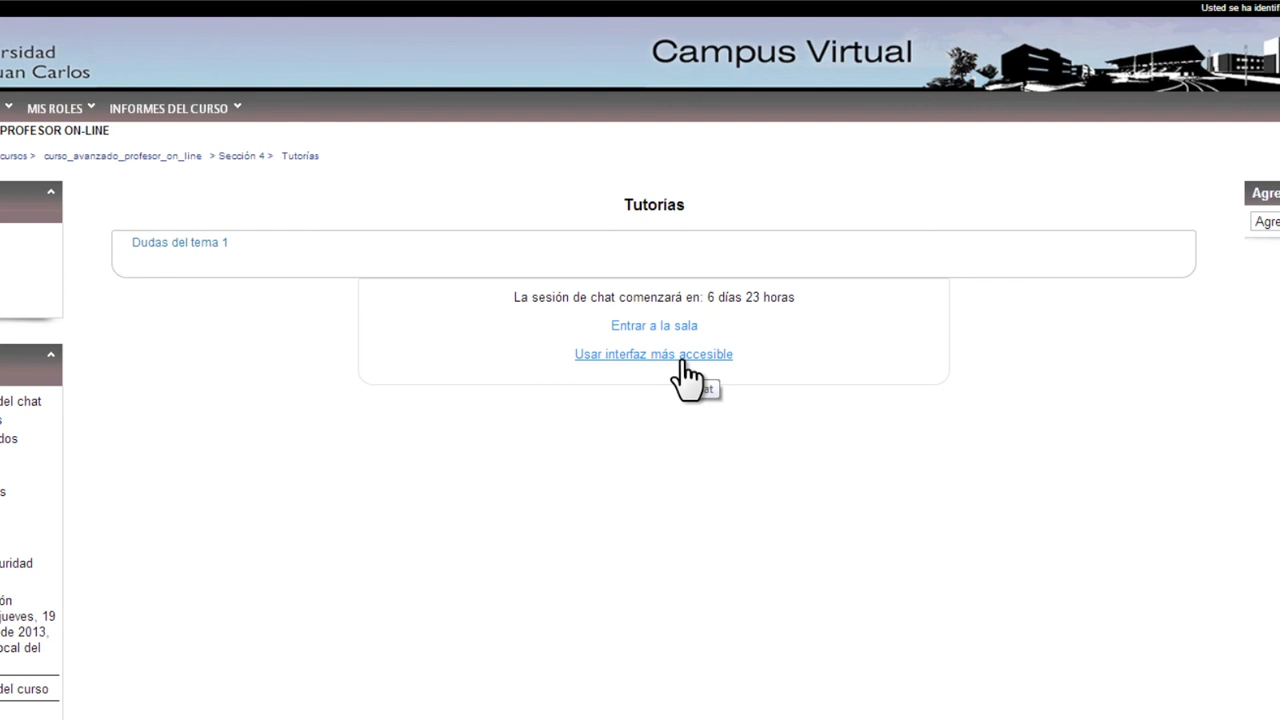 Usted se ha identif
rsidad
uan Carlos
Campus Virtual
MIS ROLES
INFORMES DEL CURSO
PROFESOR ON-LINE
cursos > curso_avanzado_profesor_on_line > Sección 4 > Tutorías
Agre
Agre
Tutorías
Dudas del tema 1
La sesión de chat comenzará en: 6 días 23 horas
Entrar a la sala
Usar interfaz más accesible
at
del chat
s
dos
s
uridad
ón
jueves, 19
de 2013,
ocal del
del curso